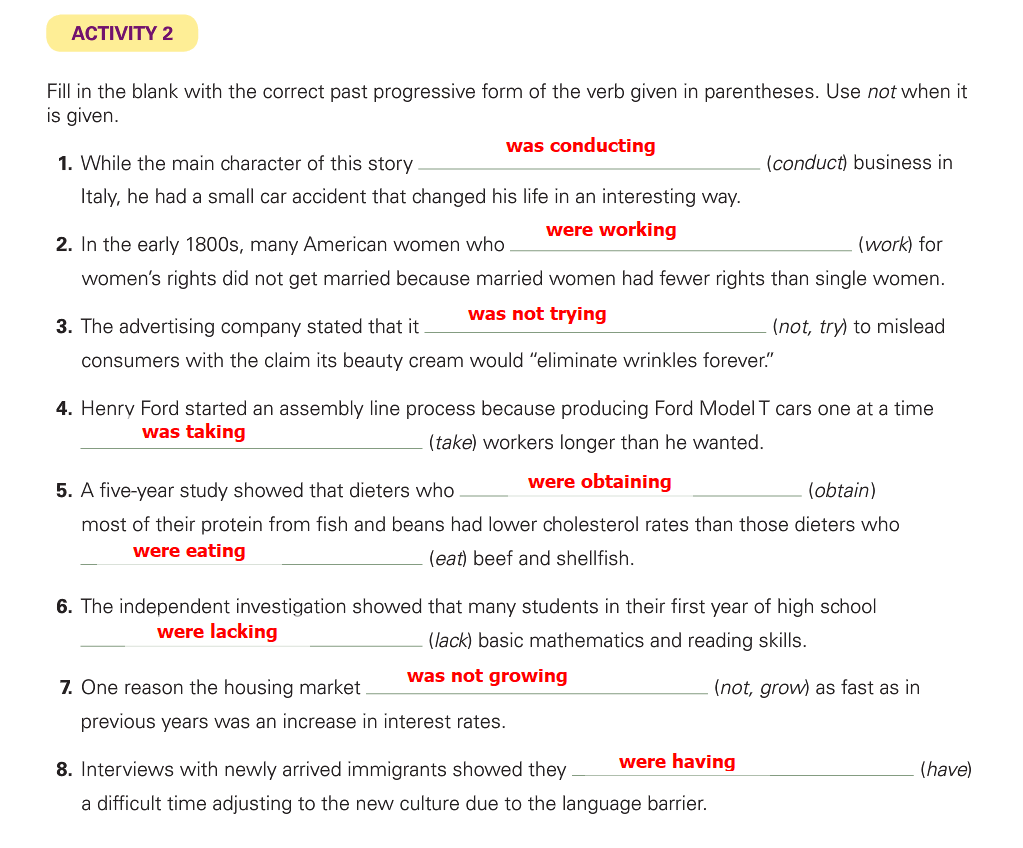 ACTIVITY 2
Fill in the blank with the correct past progressive form of the verb given in parentheses. Use not when it
is given.
1. While the main character of this story was conducting (conduct) business in
Italy, he had a small car accident that changed his life in an interesting way.
2. In the early 1800s, many American women who were working (work) for
women's rights did not get married because married women had fewer rights than single women.
3. The advertising company stated that it was not trying (not, try) to mislead
consumers with the claim its beauty cream would “eliminate wrinkles forever.”
4. Henry Ford started an assembly line process because producing Ford Model T cars one at a time
was taking (take) workers longer than he wanted.
5. A five-year study showed that dieters who were obtaining (obtain)
most of their protein from fish and beans had lower cholesterol rates than those dieters who
were eating (eat) beef and shellfish.
6. The independent investigation showed that many students in their first year of high school
were lacking (lack) basic mathematics and reading skills.
7. One reason the housing market was not growing (not, grow) as fast as in
previous years was an increase in interest rates.
8. Interviews with newly arrived immigrants showed they were having (have)
a difficult time adjusting to the new culture due to the language barrier.